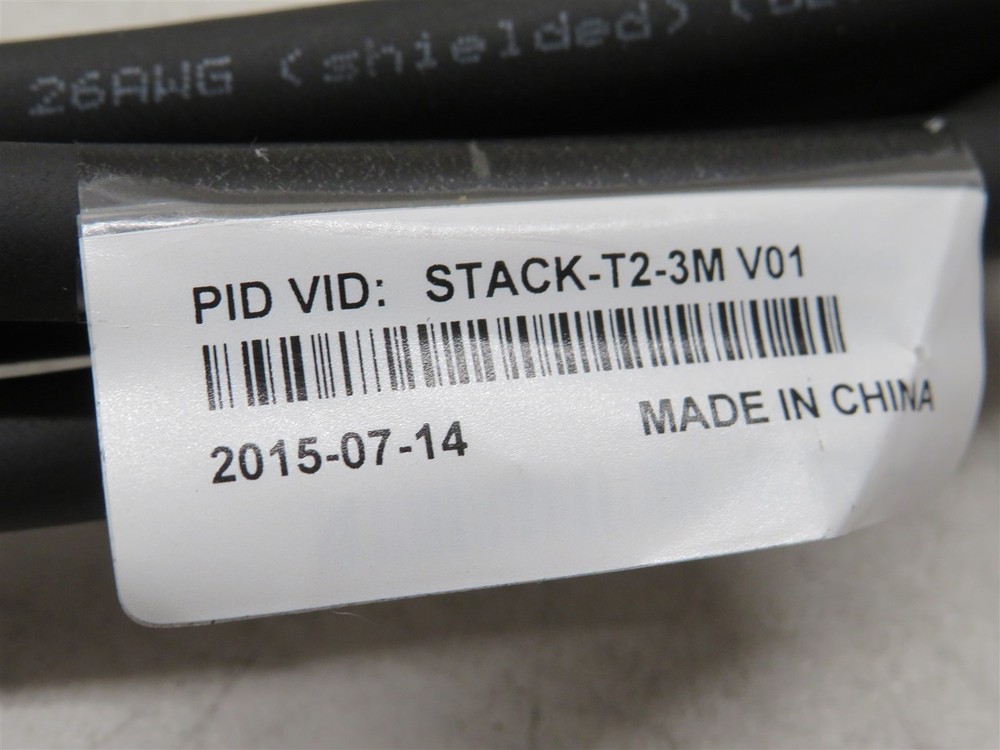 26AWG (shielded)
PID VID: STACK-T2-3M V01
2015-07-14
MADE IN CHINA